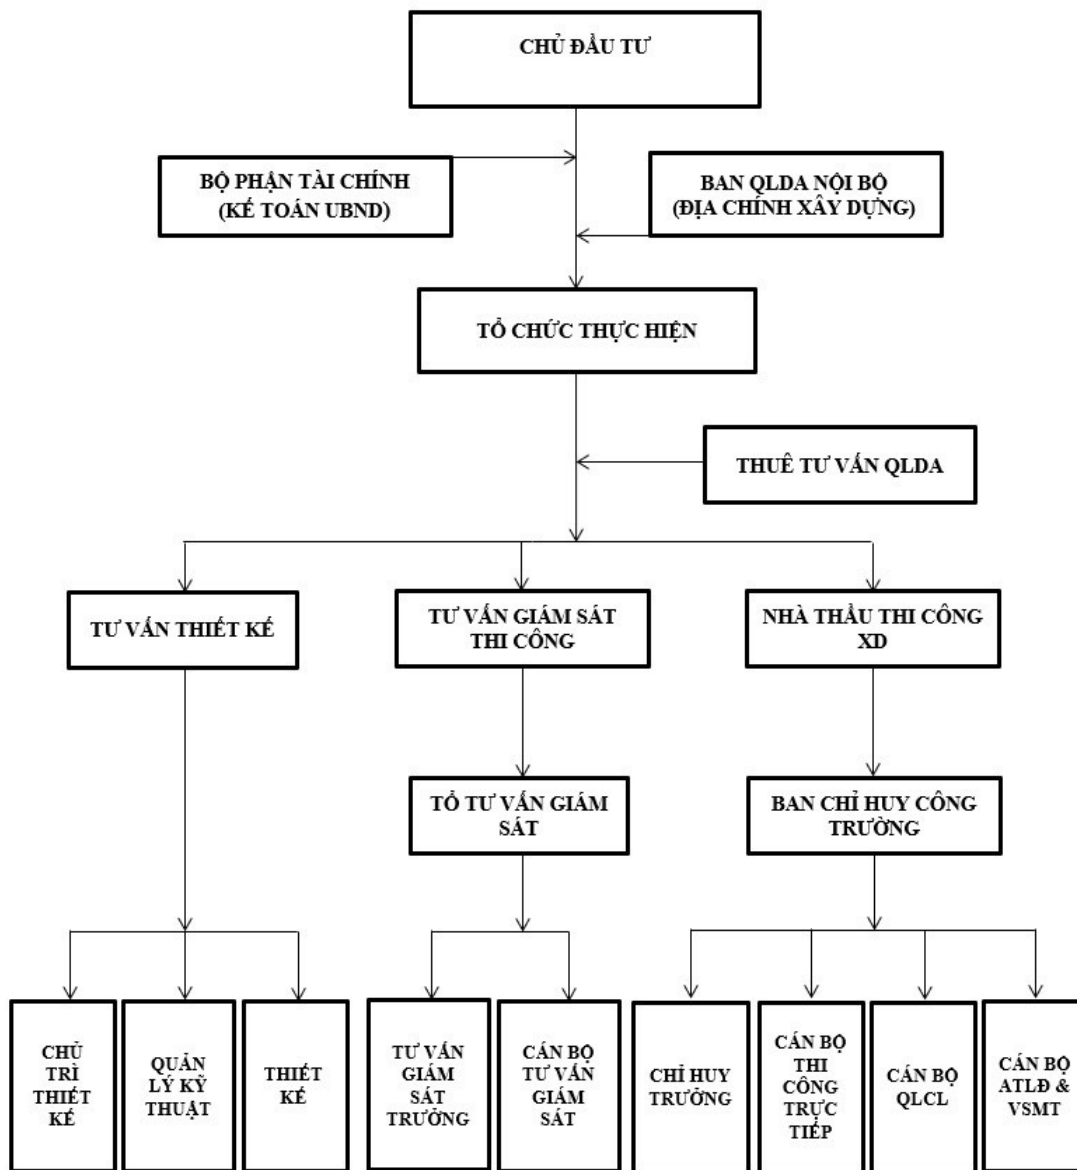 CHỦ ĐẦU TƯ
BỘ PHẬN TÀI CHÍNH
(KẾ TOÁN UBND)
BAN QLDA NỘI BỘ
(ĐỊA CHÍNH XÂY DỰNG)
TỔ CHỨC THỰC HIỆN
THUÊ TƯ VẤN QLDA
TƯ VẤN THIẾT KẾ
TƯ VẤN GIÁM SÁT
THI CÔNG
NHÀ THẦU THI CÔNG
XD
TỔ TƯ VẤN GIÁM
SÁT
BAN CHỈ HUY CÔNG
TRƯỜNG
CHỦ
TRÌ
THIẾT
KẾ
QUẢN
LÝ KỸ
THUẬT
THIẾT
KẾ
TƯ VẤN
GIÁM
SÁT
TRƯỞNG
CÁN BỘ
TƯ VẤN
GIÁM
SÁT
CHỈ HUY
TRƯỞNG
CÁN BỘ
THI
CÔNG
TRỰC
TIẾP
CÁN BỘ
QLCL
CÁN BỘ
ATLĐ &
VSMT